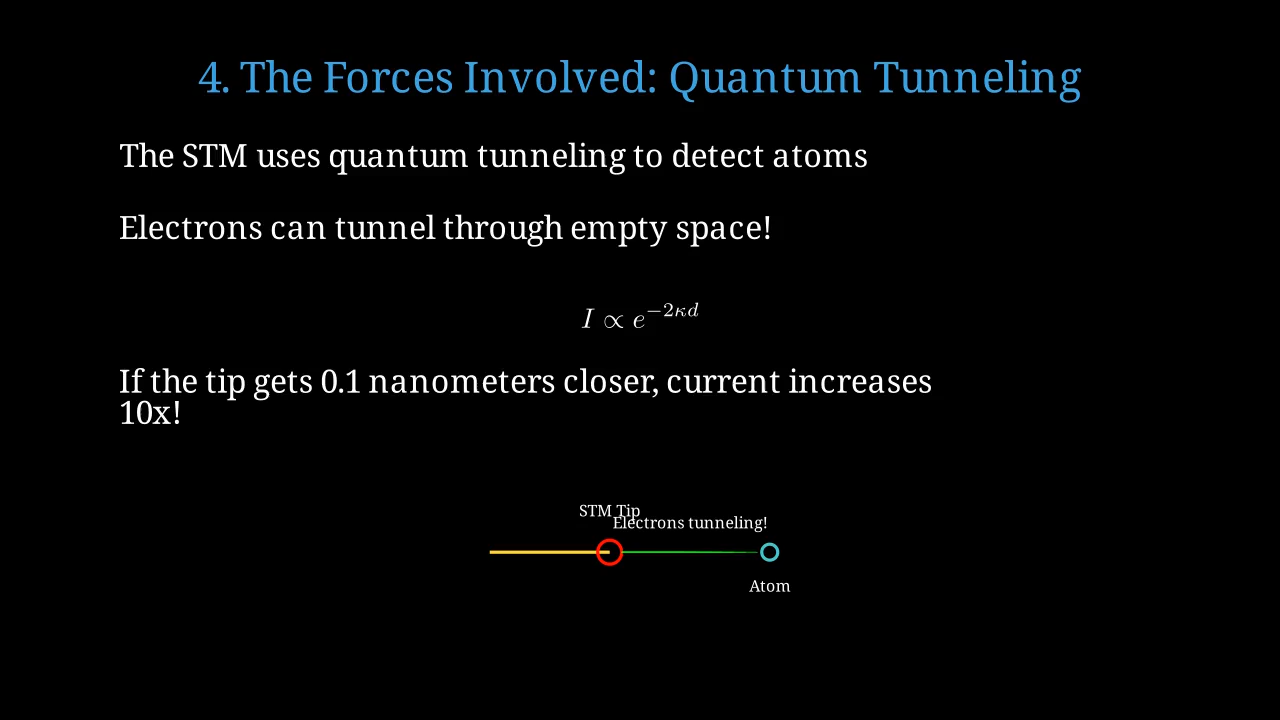 4. The Forces Involved: Quantum Tunneling
The STM uses quantum tunneling to detect atoms
Electrons can tunnel through empty space!
I ∝ e^{−2κd}
If the tip gets 0.1 nanometers closer, current increases
10x!
STM Tip
Electrons tunneling!
Atom